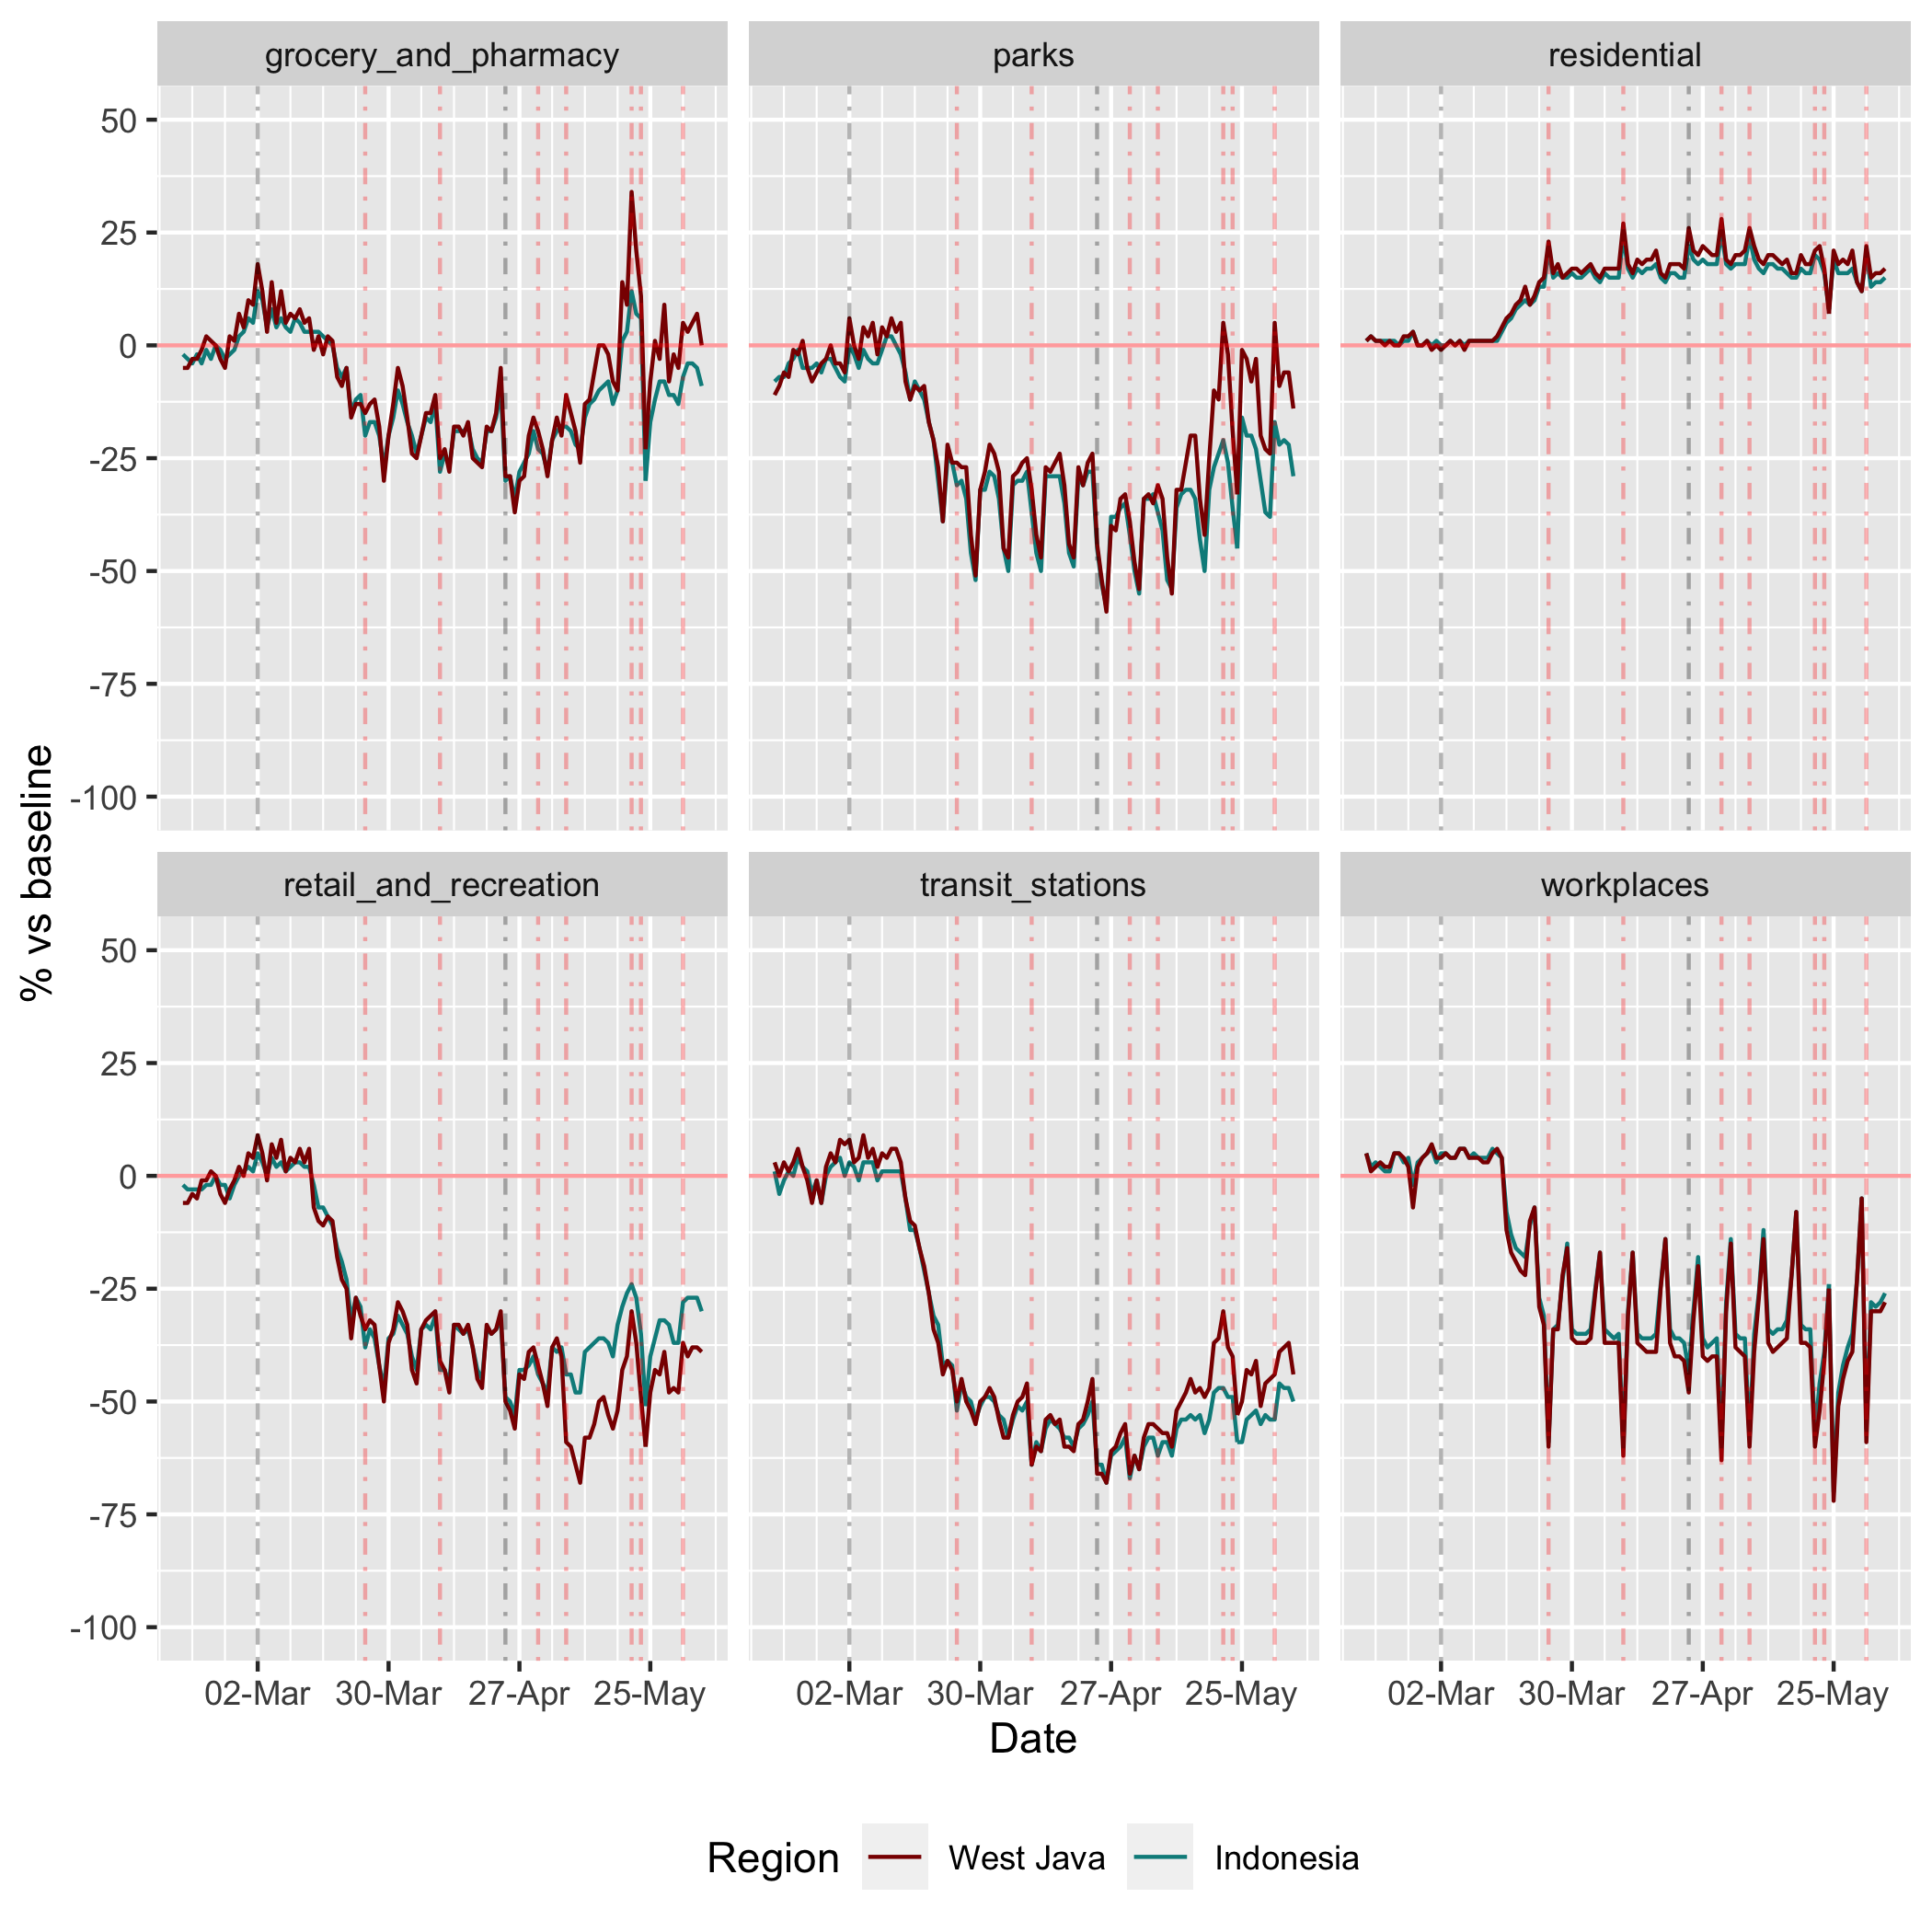 grocery_and_pharmacy parks residential
50
25
0
-25
-50
-75
-100
% vs baseline
retail_and_recreation transit_stations workplaces
50
25
0
-25
-50
-75
-100
02-Mar 30-Mar 27-Apr 25-May 02-Mar 30-Mar 27-Apr 25-May 02-Mar 30-Mar 27-Apr 25-May
Date
Region West Java Indonesia